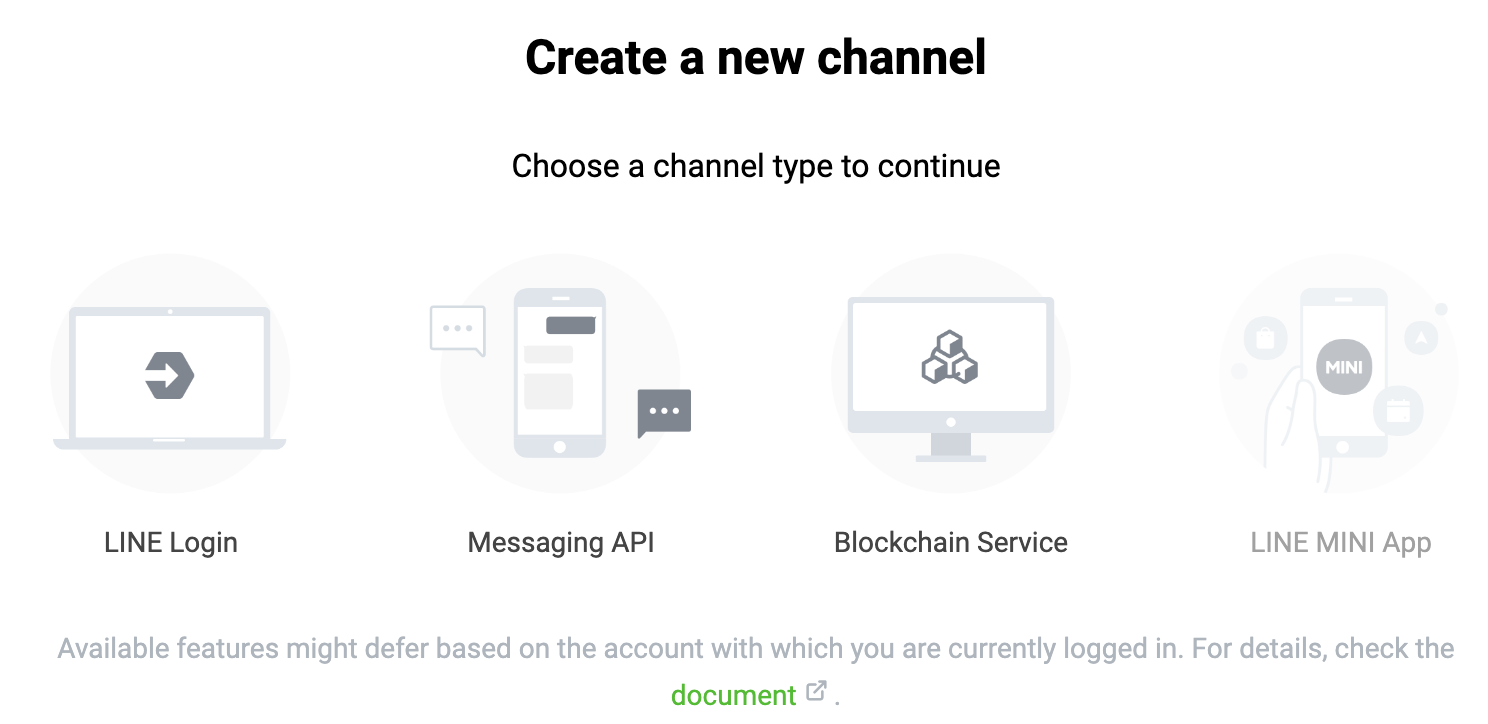 Create a new channel
Choose a channel type to continue
MINI
LINE Login
Messaging API
Blockchain Service
LINE MINI App
Available features might defer based on the account with which you are currently logged in. For details, check the
document .